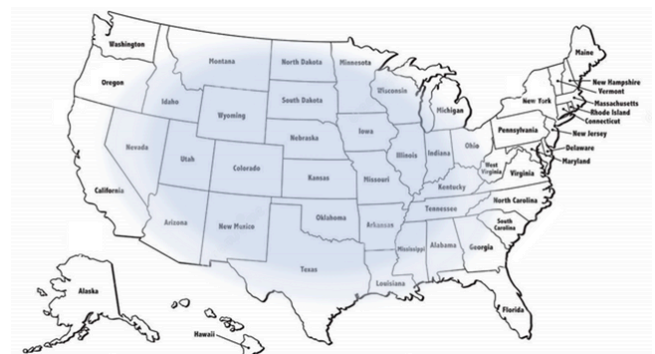 Maine
Washington
Montana
North Dakota
Minnesota
Oregon
New Hampshire
Vermont
Idaho
Wisconsin
South Dakota
New York
Massachusetts
Michigan
Rhode Island
Wyoming
Connecticut
Pennsylvania
Iowa
New Jersey
Nebraska
Nevada
Ohio
Delaware
Illinois
Indiana
Utah
Maryland
Colorado
West
Virginia
Virginia
Kansas
Missouri
Kentucky
California
North Carolina
Tennessee
Oklahoma
Arizona
New Mexico
Arkansas
South
Carolina
Mississippi
Alabama
Georgia
Texas
Louisiana
Alaska
Florida
Hawaii